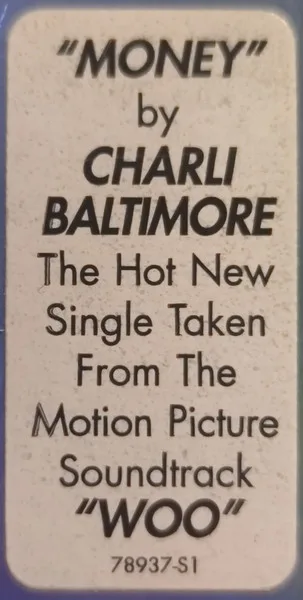 "MONEY"
by
CHARLI
BALTIMORE
The Hot New
Single Taken
From The
Motion Picture
Soundtrack
"WOO"
78937-S1